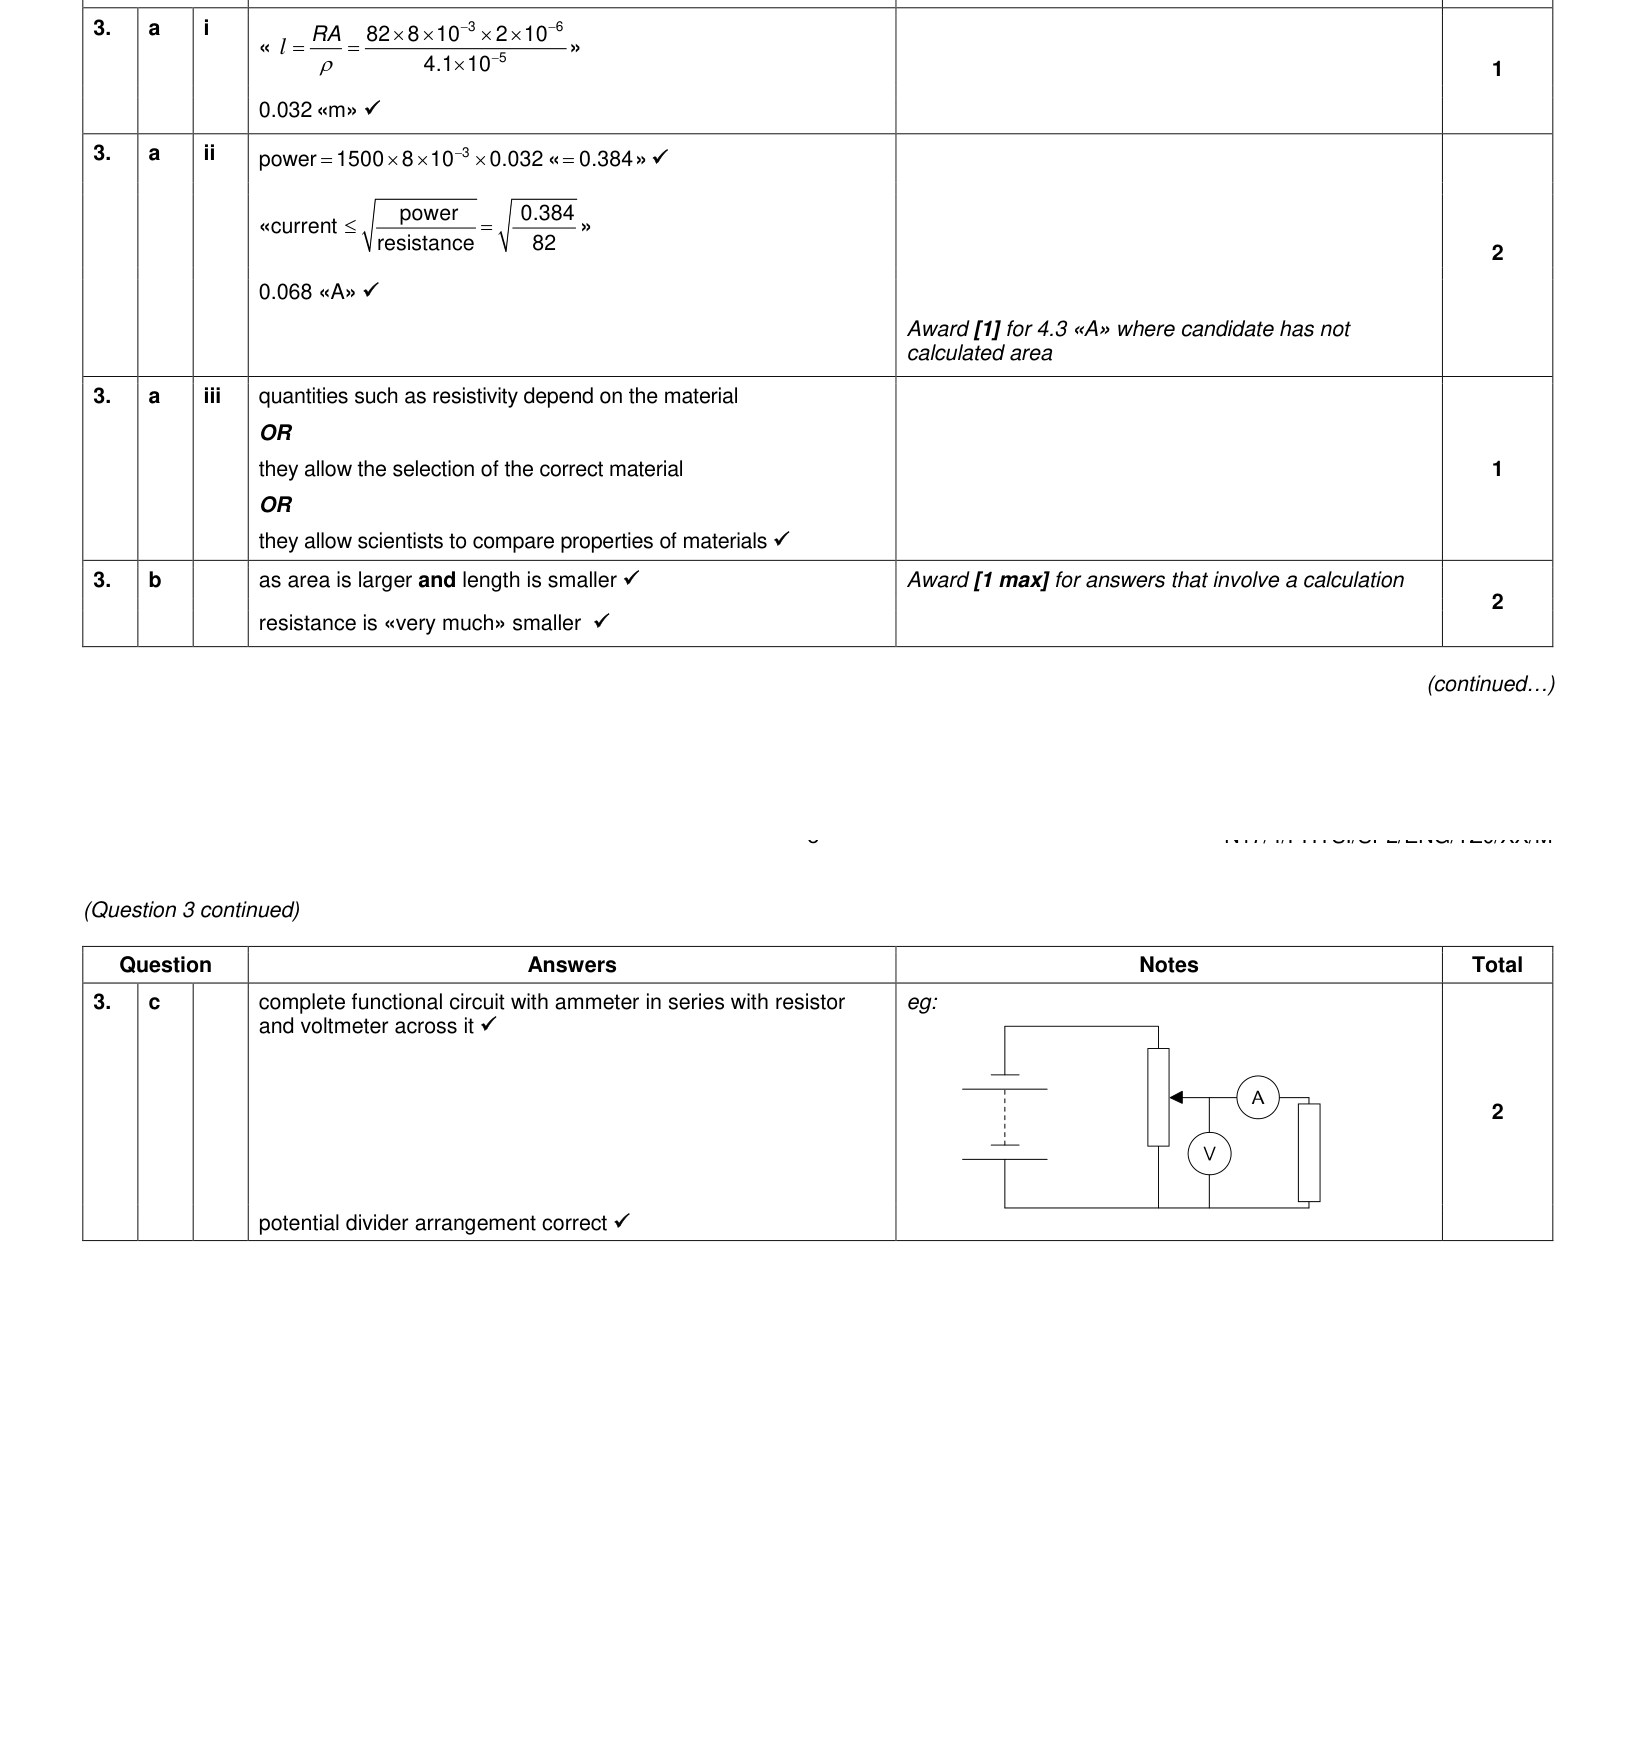 3. a i « l = RA/ρ = 82×8×10⁻³×2×10⁻⁶/4.1×10⁻⁵ »
0.032 «m» ✓
1
3. a ii power = 1500×8×10⁻³×0.032 «= 0.384» ✓
«current ≤ √(power/resistance) = √(0.384/82) »
0.068 «A» ✓
Award [1] for 4.3 «A» where candidate has not
calculated area
2
3. a iii quantities such as resistivity depend on the material
OR
they allow the selection of the correct material
OR
they allow scientists to compare properties of materials ✓
1
3. b as area is larger and length is smaller ✓
resistance is «very much» smaller ✓
Award [1 max] for answers that involve a calculation
2
(continued…)
(Question 3 continued)
Question Answers Notes Total
3. c complete functional circuit with ammeter in series with resistor
and voltmeter across it ✓
potential divider arrangement correct ✓
eg:
A
V
2